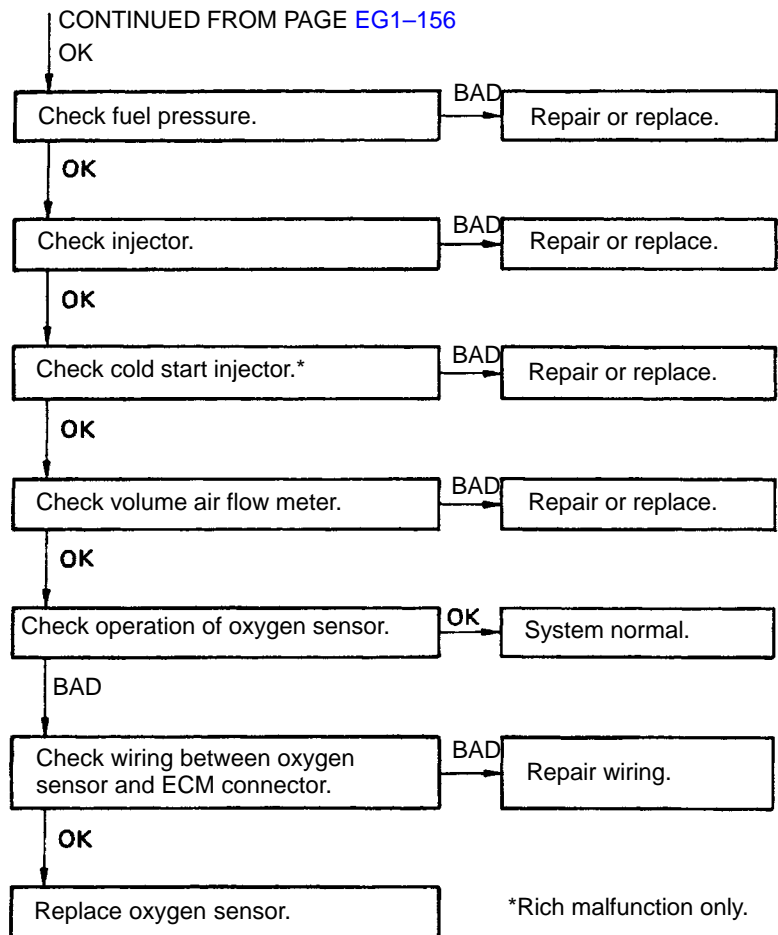 CONTINUED FROM PAGE EG1–156
OK
Check fuel pressure.
BAD
Repair or replace.
OK
Check injector.
BAD
Repair or replace.
OK
Check cold start injector.*
BAD
Repair or replace.
OK
Check volume air flow meter.
BAD
Repair or replace.
OK
Check operation of oxygen sensor.
OK
System normal.
BAD
Check wiring between oxygen
sensor and ECM connector.
BAD
Repair wiring.
OK
Replace oxygen sensor.
*Rich malfunction only.